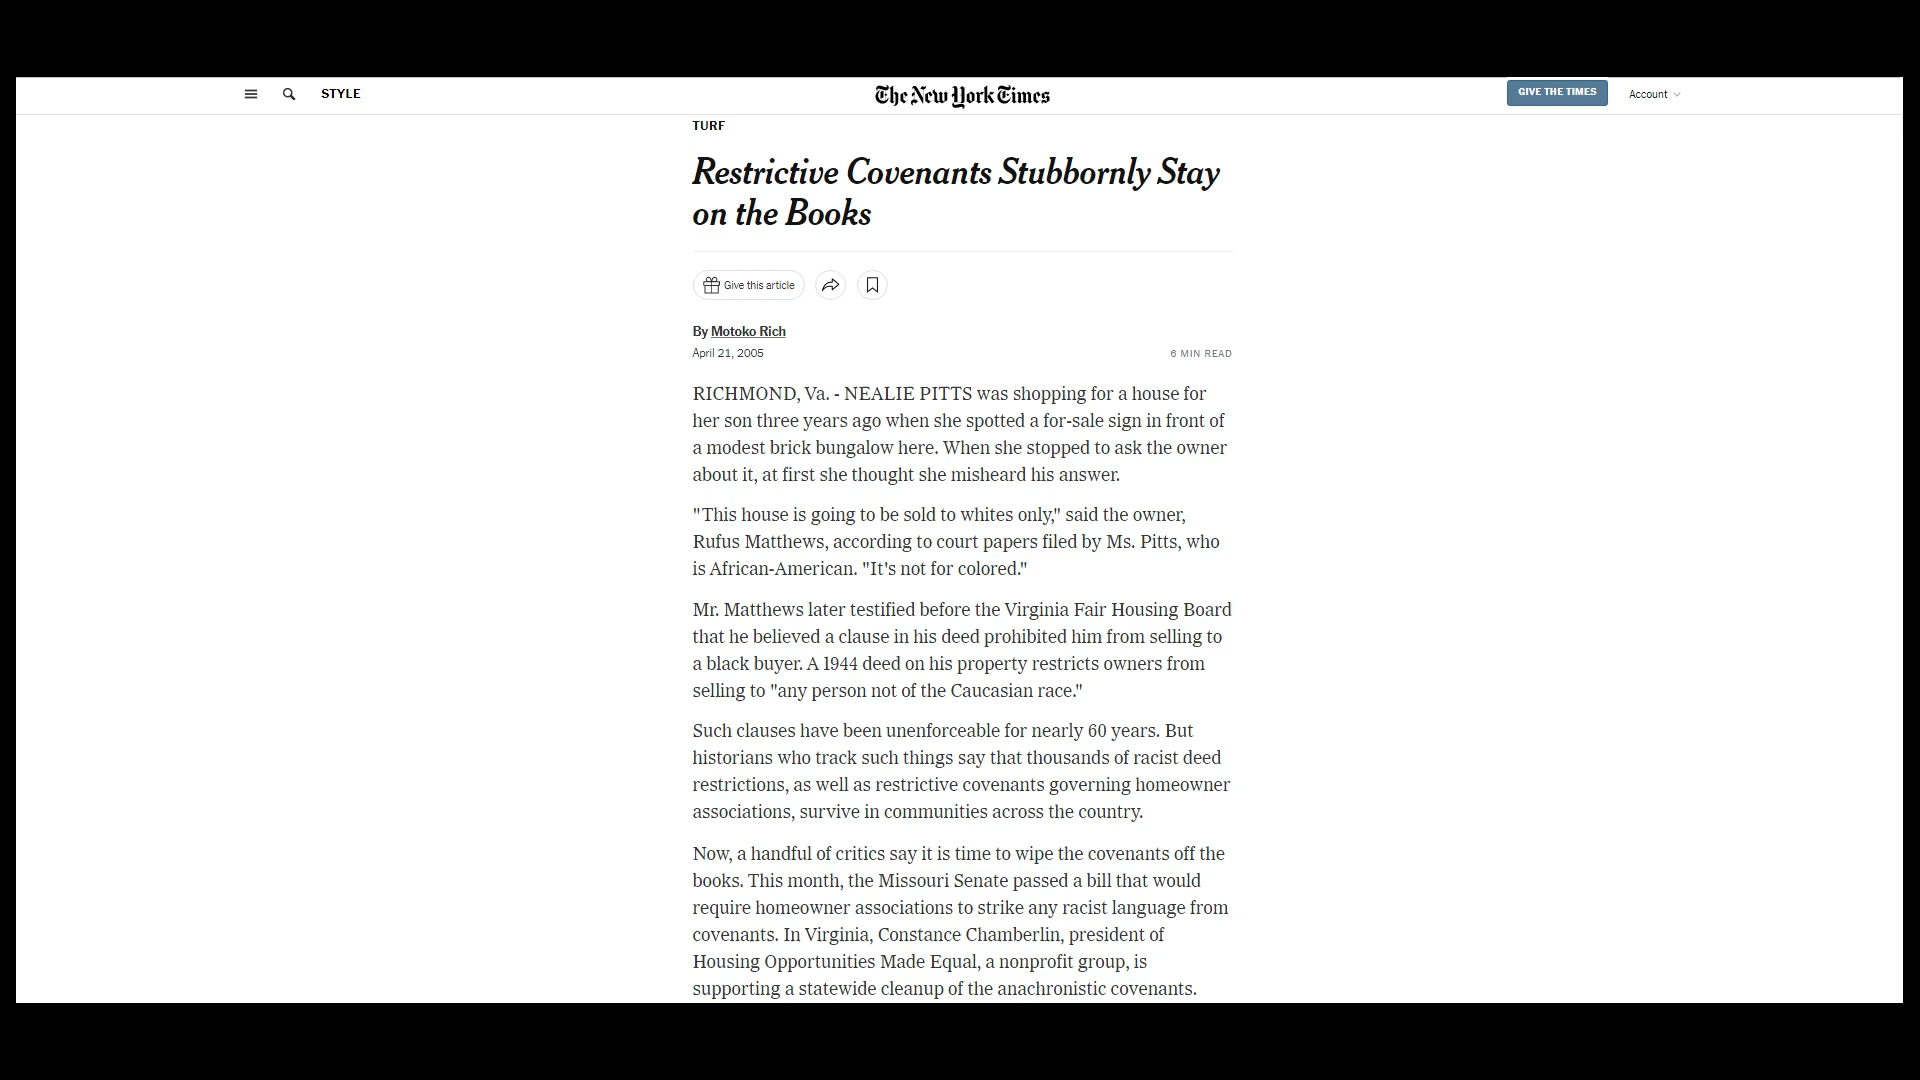 STYLE
The New York Times
GIVE THE TIMES
Account
TURF
Restrictive Covenants Stubbornly Stay
on the Books
Give this article
By Motoko Rich
April 21, 2005
6 MIN READ
RICHMOND, Va. - NEALIE PITTS was shopping for a house for
her son three years ago when she spotted a for-sale sign in front of
a modest brick bungalow here. When she stopped to ask the owner
about it, at first she thought she misheard his answer.
"This house is going to be sold to whites only," said the owner,
Rufus Matthews, according to court papers filed by Ms. Pitts, who
is African-American. "It's not for colored."
Mr. Matthews later testified before the Virginia Fair Housing Board
that he believed a clause in his deed prohibited him from selling to
a black buyer. A 1944 deed on his property restricts owners from
selling to "any person not of the Caucasian race."
Such clauses have been unenforceable for nearly 60 years. But
historians who track such things say that thousands of racist deed
restrictions, as well as restrictive covenants governing homeowner
associations, survive in communities across the country.
Now, a handful of critics say it is time to wipe the covenants off the
books. This month, the Missouri Senate passed a bill that would
require homeowner associations to strike any racist language from
covenants. In Virginia, Constance Chamberlin, president of
Housing Opportunities Made Equal, a nonprofit group, is
supporting a statewide cleanup of the anachronistic covenants.